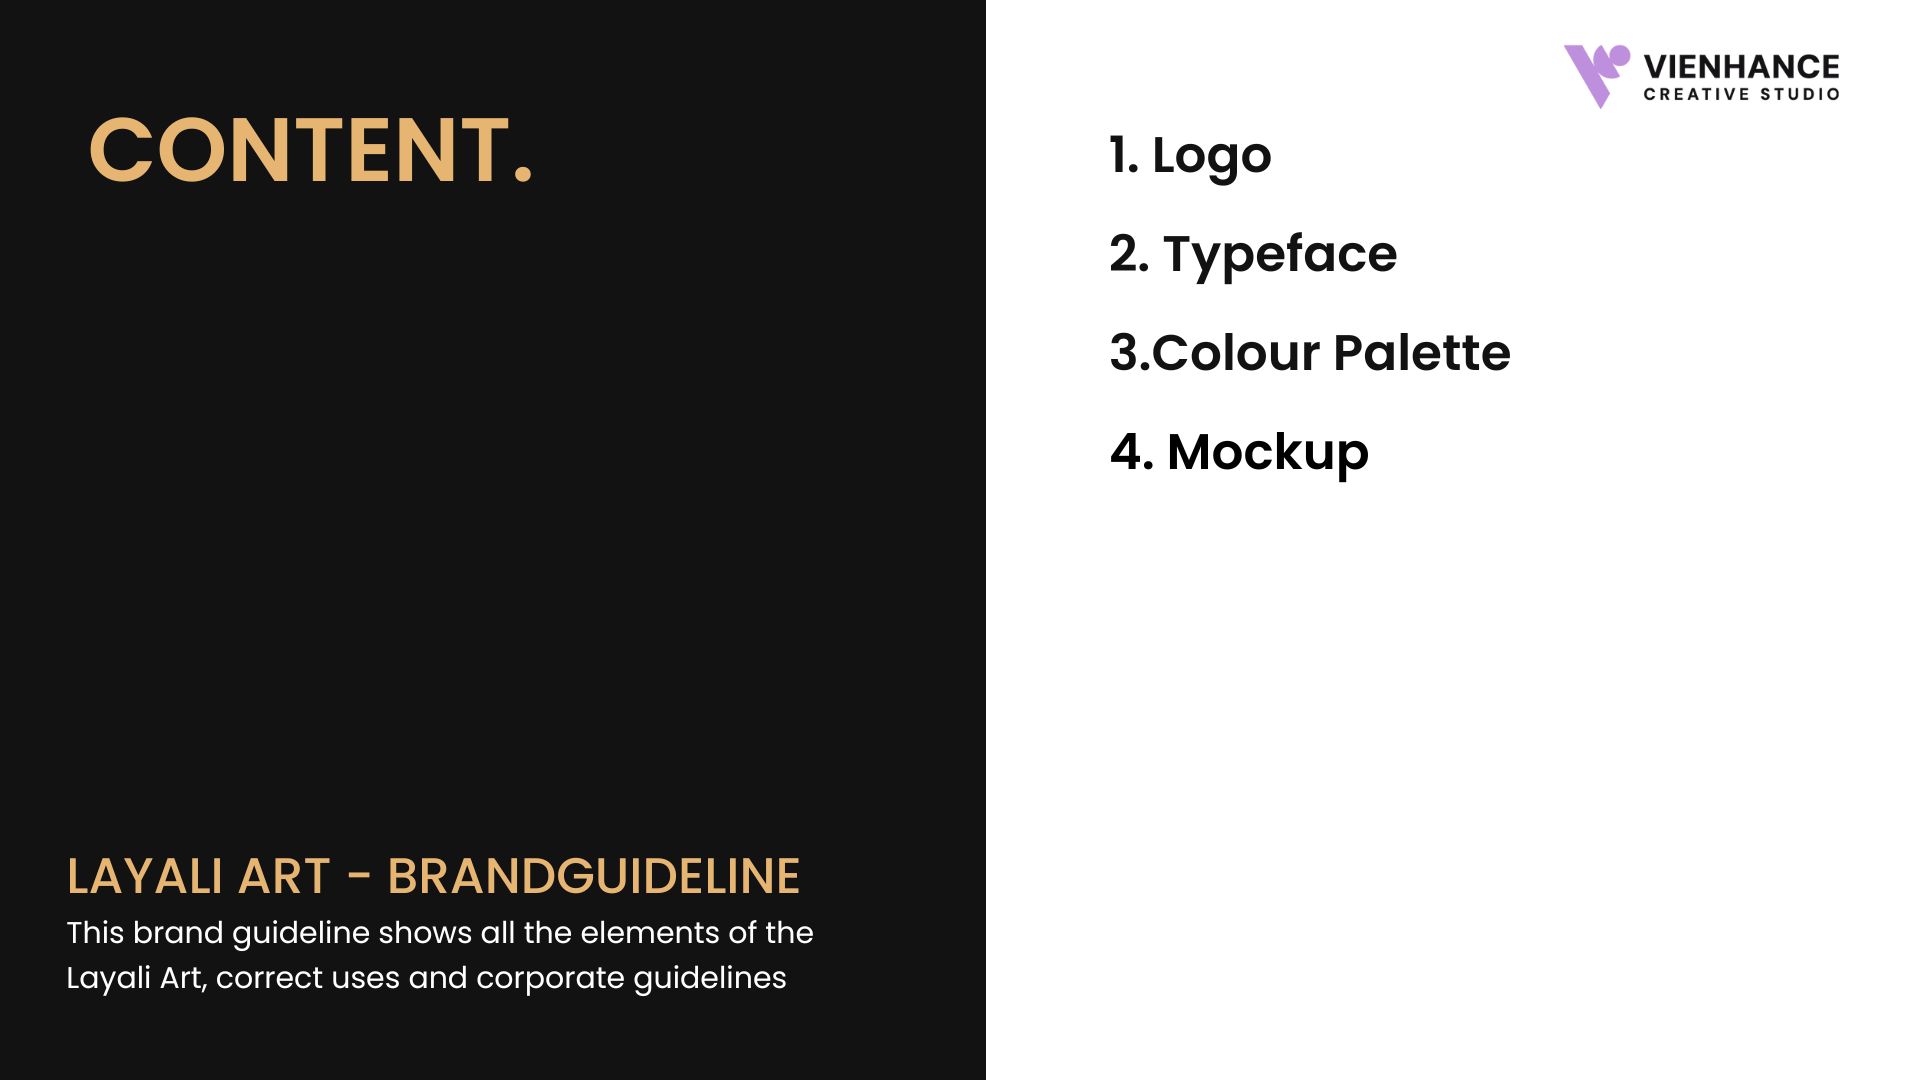 CONTENT.
LAYALI ART - BRANDGUIDELINE
This brand guideline shows all the elements of the
Layali Art, correct uses and corporate guidelines
VIENHANCE
CREATIVE STUDIO
1. Logo
2. Typeface
3.Colour Palette
4. Mockup